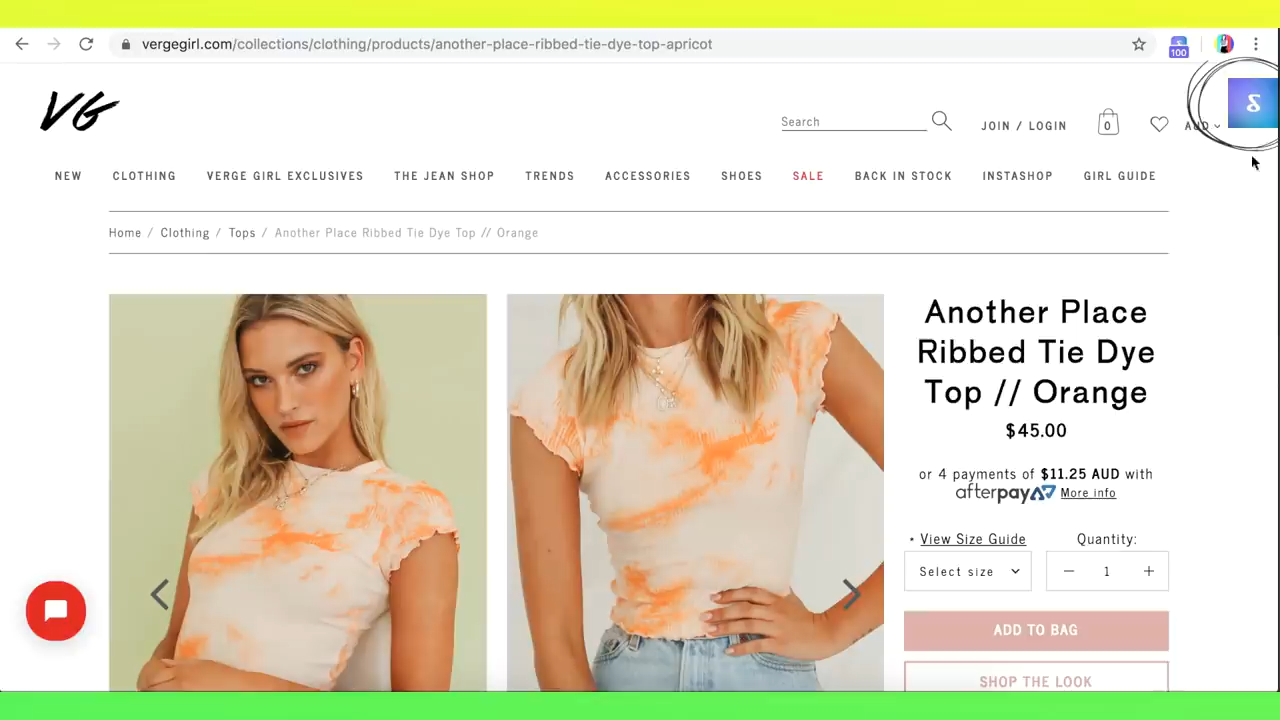 vergegirl.com/collections/clothing/products/another-place-ribbed-tie-dye-top-apricot
100
VG
Search
JOIN / LOGIN
0
AUD
NEW
CLOTHING
VERGE GIRL EXCLUSIVES
THE JEAN SHOP
TRENDS
ACCESSORIES
SHOES
SALE
BACK IN STOCK
INSTASHOP
GIRL GUIDE
Home / Clothing / Tops / Another Place Ribbed Tie Dye Top // Orange
Another Place
Ribbed Tie Dye
Top // Orange
$45.00
or 4 payments of $11.25 AUD with
afterpay More info
• View Size Guide
Quantity:
Select size
1
ADD TO BAG
SHOP THE LOOK